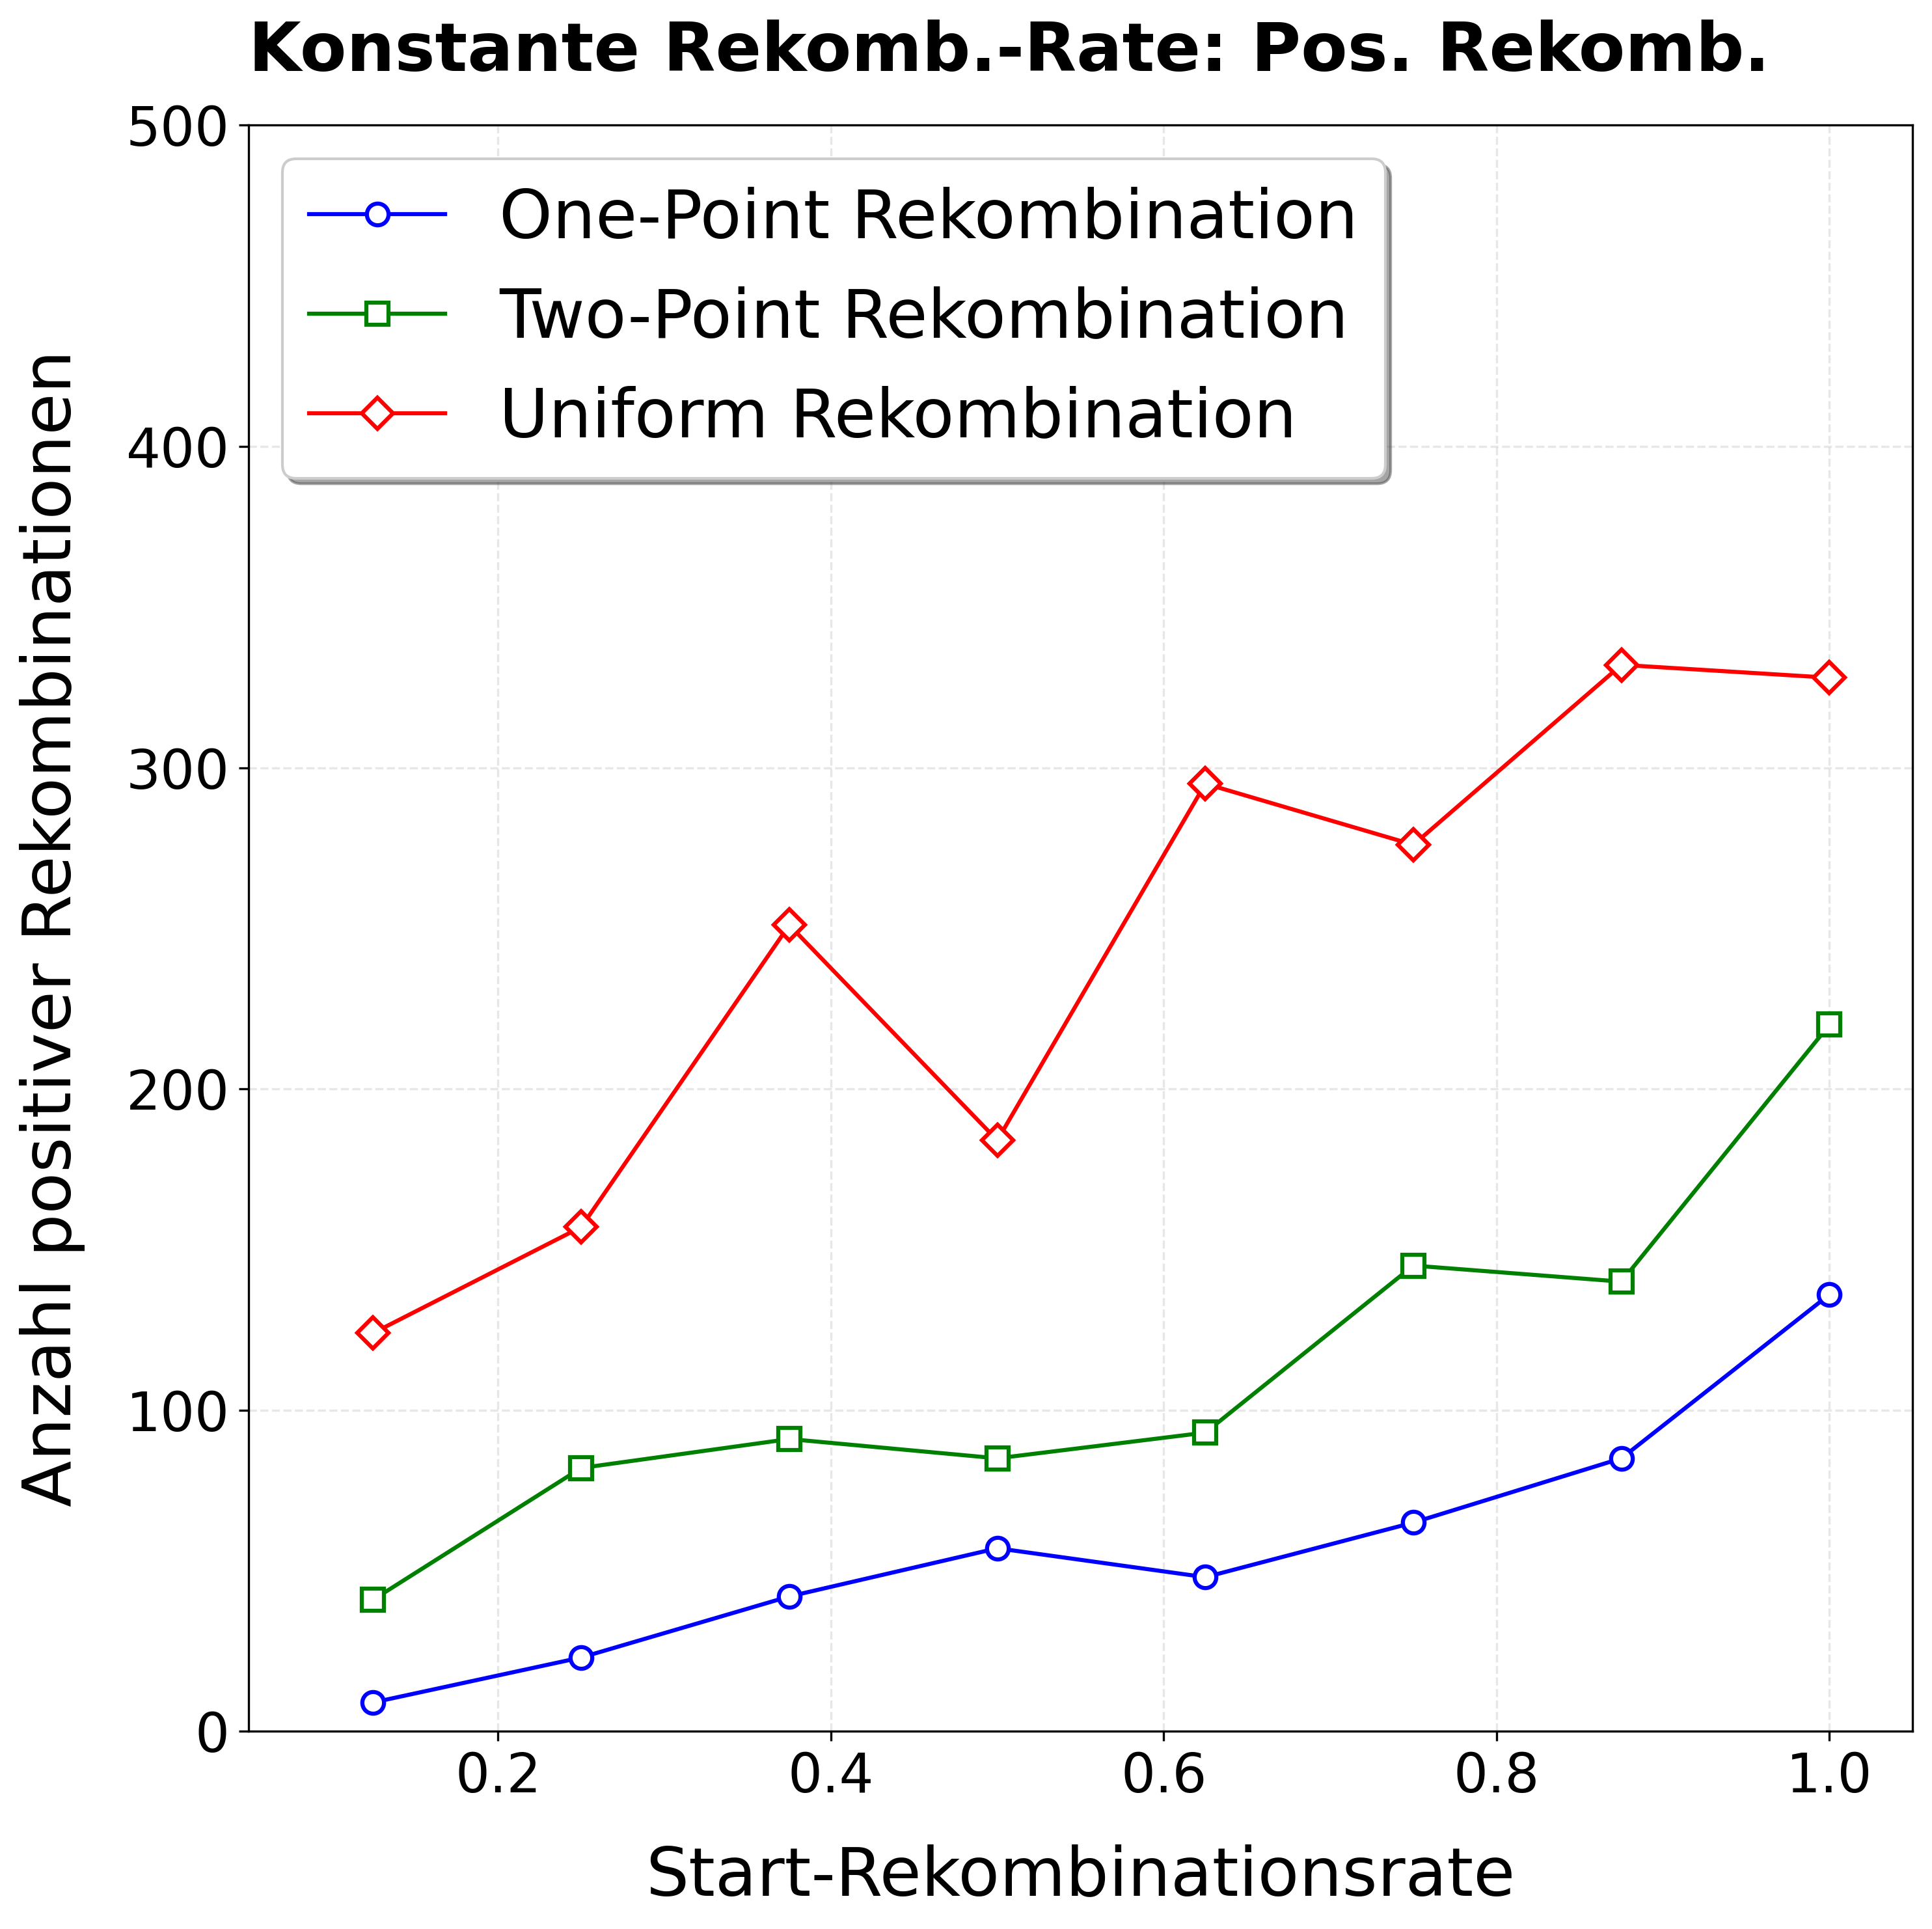 Konstante Rekomb.-Rate: Pos. Rekomb.
500
400
300
200
100
0
Anzahl positiver Rekombinationen
One-Point Rekombination
Two-Point Rekombination
Uniform Rekombination
0.2 0.4 0.6 0.8 1.0
Start-Rekombinationsrate